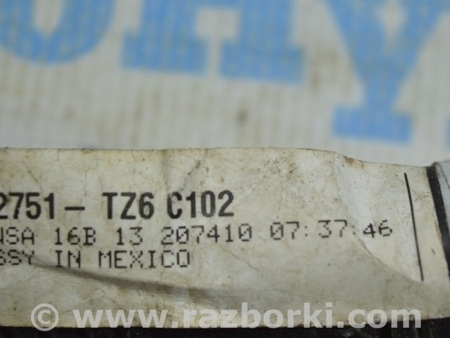 2751- TZ6 C102
NSA 16B 13 207410 07:37:46
SSY IN MEXICO
www.razborki.com